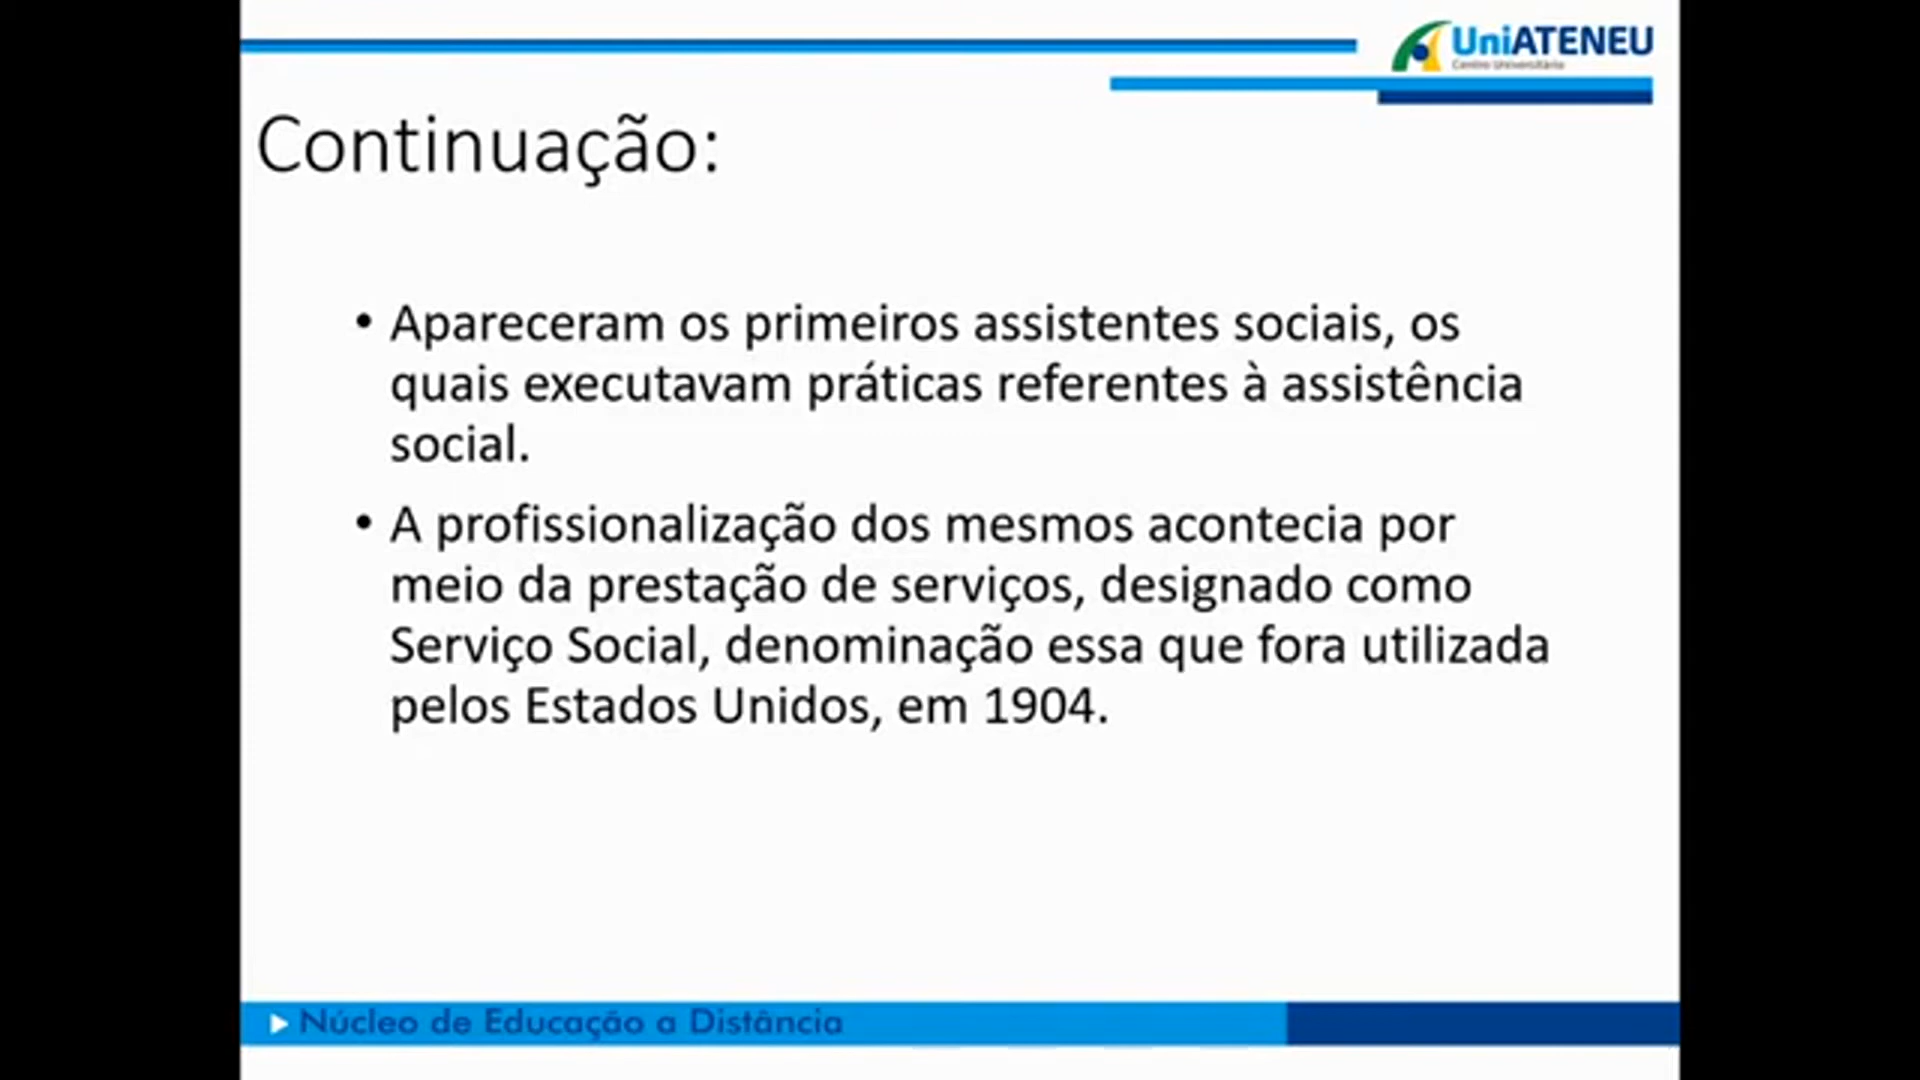 UniATENEU
Centro Universitário
Continuação:
• Apareceram os primeiros assistentes sociais, os
quais executavam práticas referentes à assistência
social.
• A profissionalização dos mesmos acontecia por
meio da prestação de serviços, designado como
Serviço Social, denominação essa que fora utilizada
pelos Estados Unidos, em 1904.
Núcleo de Educação a Distância